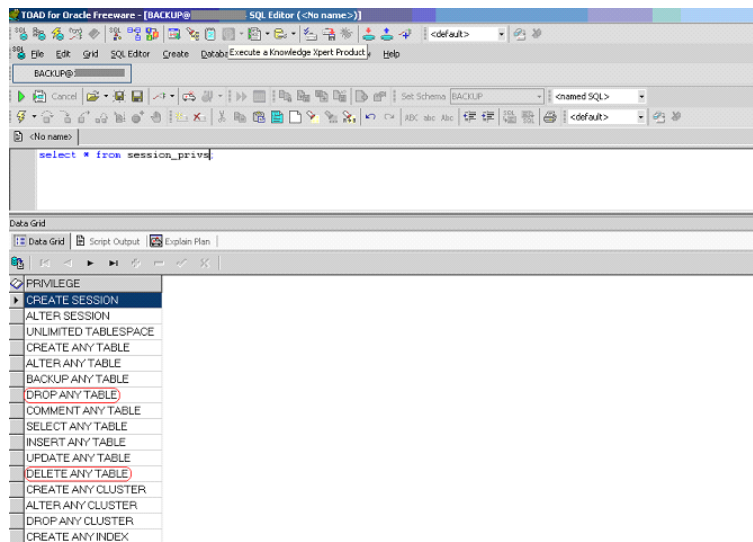 TOAD for Oracle Freeware - [BACKUP@ SQL Editor (<No name>)]
<default>
File Edit Grid SQL Editor Create Databa Execute a Knowledge Xpert Product Help
BACKUP@
Cancel Set Schema BACKUP <named SQL>
ABC abc Abc <default>
<No name>
select * from session_privs;
Data Grid
Data Grid Script Output Explain Plan
PRIVILEGE
CREATE SESSION
ALTER SESSION
UNLIMITED TABLESPACE
CREATE ANY TABLE
ALTER ANY TABLE
BACKUP ANY TABLE
DROP ANY TABLE
COMMENT ANY TABLE
SELECT ANY TABLE
INSERT ANY TABLE
UPDATE ANY TABLE
DELETE ANY TABLE
CREATE ANY CLUSTER
ALTER ANY CLUSTER
DROP ANY CLUSTER
CREATE ANY INDEX